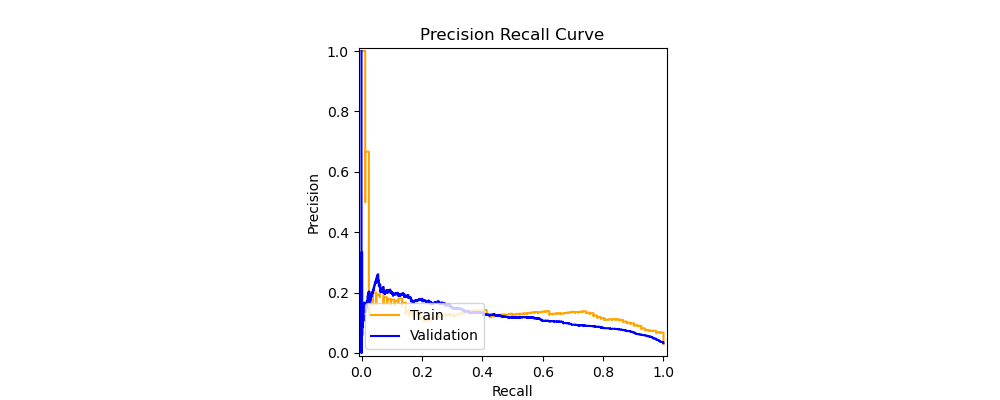 Precision Recall Curve
1.0
0.8
0.6
0.4
0.2
0.0
Precision
Train
Validation
0.0 0.2 0.4 0.6 0.8 1.0
Recall